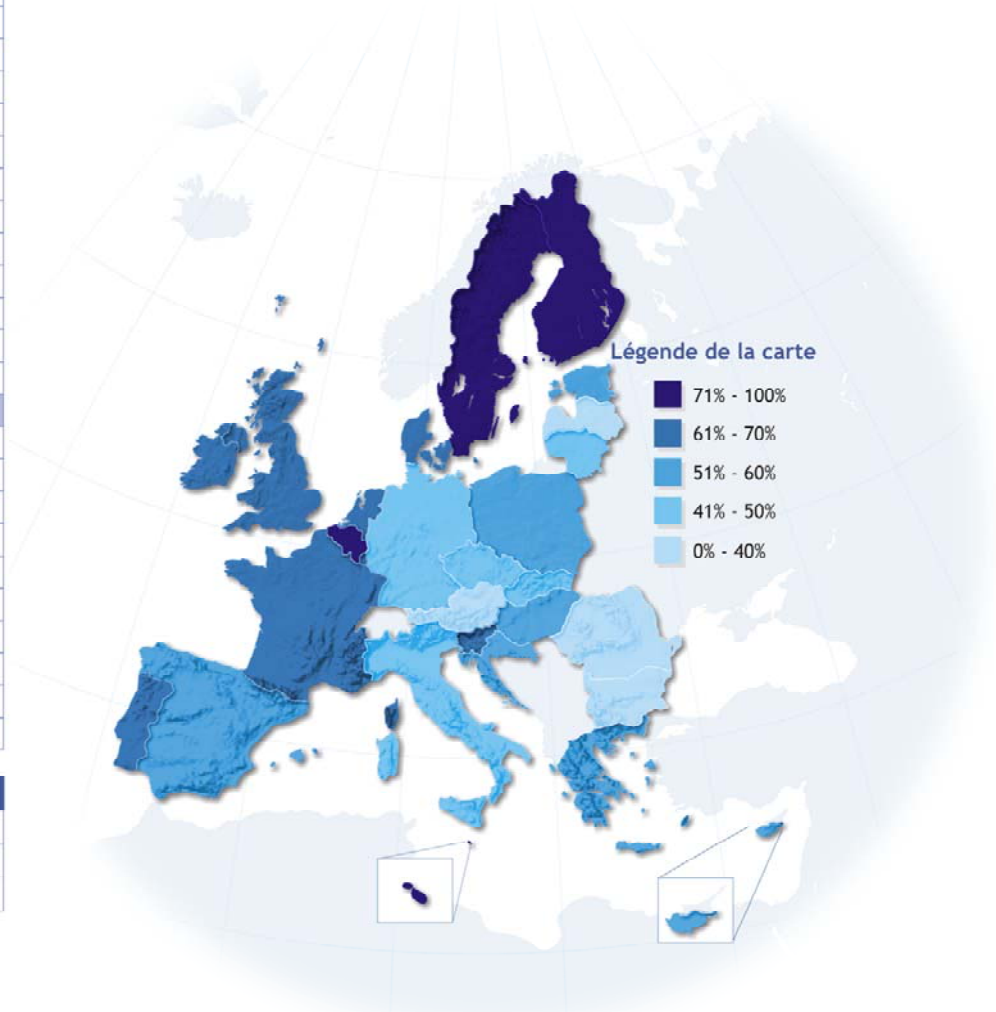 Légende de la carte
71% - 100%
61% - 70%
51% - 60%
41% - 50%
0% - 40%